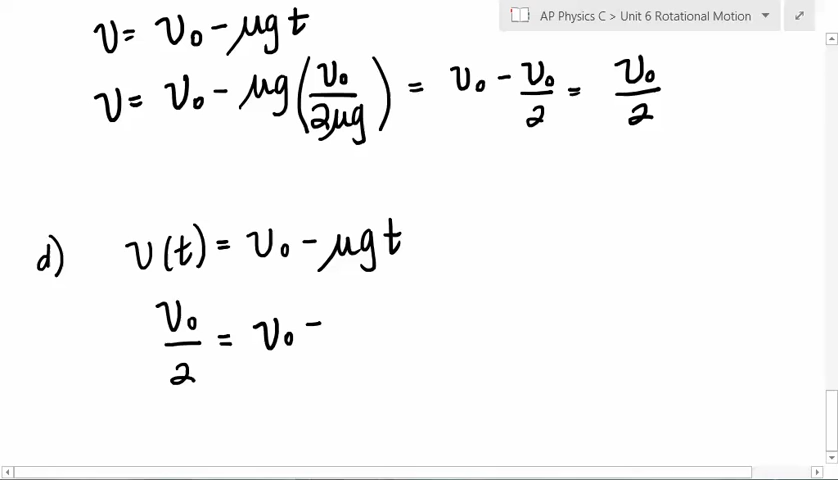 AP Physics C > Unit 6 Rotational Motion
v = v₀ - μgt
v = v₀ - μg(v₀/2μg) = v₀ - v₀/2 = v₀/2
d) v(t) = v₀ - μgt
v₀/2 = v₀ -